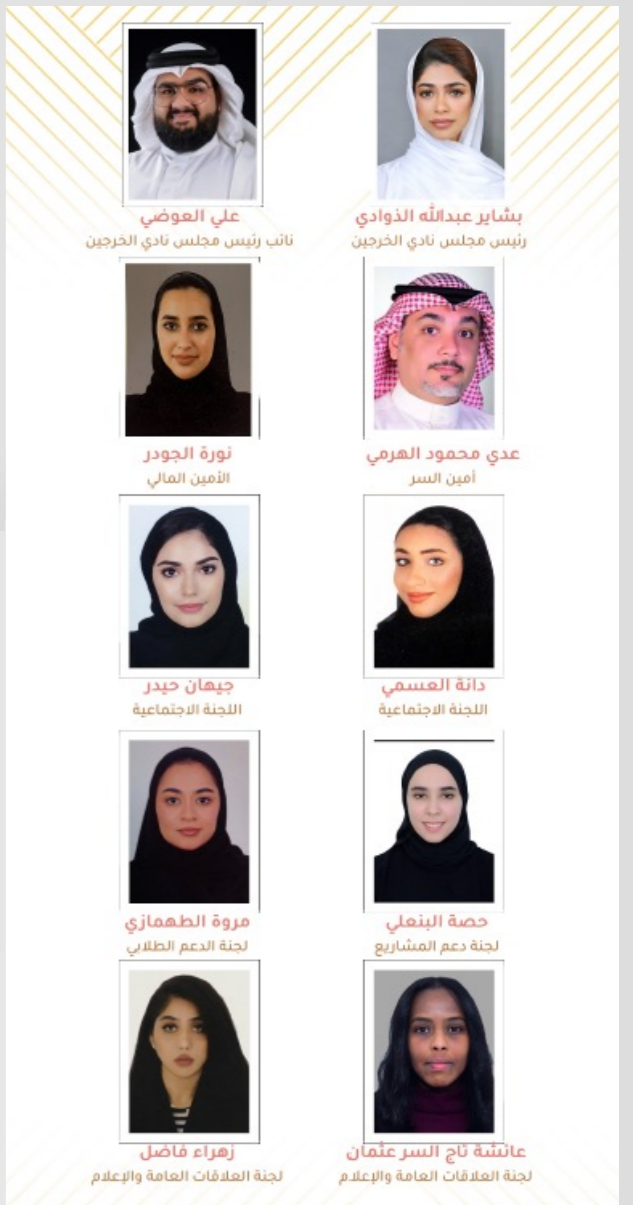 بشاير عبدالله الذوادي
رئيس مجلس نادي الخرجين
علي العوضي
نائب رئيس مجلس نادي الخرجين
عدي محمود الهرمي
أمين السر
نورة الجودر
الأمين المالي
دانة العسمي
اللجنة الاجتماعية
جيهان حيدر
اللجنة الاجتماعية
حصة البنعلي
لجنة دعم المشاريع
مروة الطهمازي
لجنة الدعم الطلابي
عائشة تاج السر عثمان
لجنة العلاقات العامة والإعلام
زهراء فاضل
لجنة العلاقات العامة والإعلام